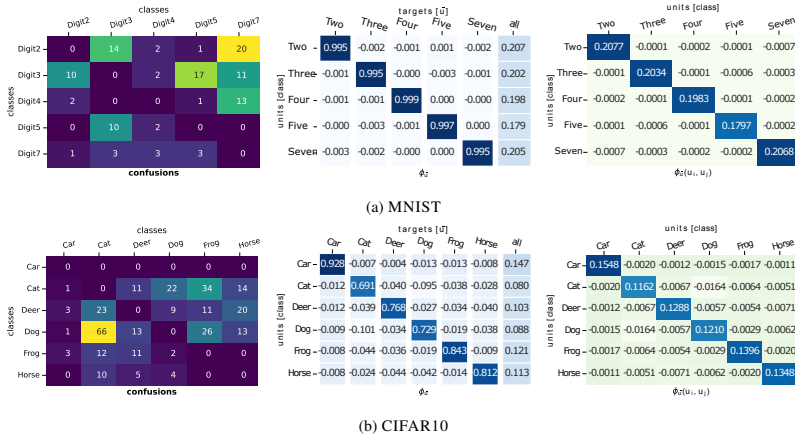 classes
Digit2 Digit3 Digit4 Digit5 Digit7
Digit2 0 14 2 1 20
Digit3 10 0 2 17 11
Digit4 2 0 0 1 13
Digit5 0 10 2 0 0
Digit7 1 3 3 3 0
classes
confusions
targets [ū]
Two Three Four Five Seven all
Two 0.995 -0.002 -0.001 -0.001 -0.002 0.207
Three -0.001 0.995 -0.000 -0.003 -0.001 0.202
Four -0.001 -0.001 0.999 -0.000 -0.000 0.198
Five -0.000 -0.003 -0.001 0.997 0.000 0.179
Seven -0.003 -0.002 -0.000 0.000 0.995 0.205
units [class]
units [class]
Two Three Four Five Seven
Two 0.2077 -0.0001 -0.0002 -0.0001 -0.0007
Three -0.0001 0.2034 -0.0001 -0.0006 -0.0003
Four -0.0002 -0.0001 0.1983 -0.0001 -0.0002
Five -0.0001 -0.0006 -0.0001 0.1797 -0.0002
Seven -0.0007 -0.0003 -0.0002 -0.0002 0.2068
units [class]
(a) MNIST
classes
Car Cat Deer Dog Frog Horse
Car 0 0 0 0 0 0
Cat 1 0 11 22 34 14
Deer 3 23 0 9 11 20
Dog 1 66 13 0 26 13
Frog 3 12 11 2 0 0
Horse 0 10 5 4 0 0
classes
confusions
targets [ū]
Car Cat Deer Dog Frog Horse all
Car 0.928 -0.007 -0.004 -0.013 -0.013 -0.008 0.147
Cat -0.012 0.691 -0.040 -0.095 -0.038 -0.028 0.080
Deer -0.012 -0.039 0.768 -0.027 -0.034 -0.040 0.103
Dog -0.009 -0.101 -0.034 0.729 -0.019 -0.038 0.088
Frog -0.008 -0.044 -0.036 -0.019 0.843 -0.009 0.121
Horse -0.008 -0.024 -0.044 -0.042 -0.014 0.812 0.113
units [class]
units [class]
Car Cat Deer Dog Frog Horse
Car 0.1548 -0.0020 -0.0012 -0.0015 -0.0017 -0.0011
Cat -0.0020 0.1162 -0.0067 -0.0164 -0.0064 -0.0051
Deer -0.0012 -0.0067 0.1288 -0.0057 -0.0054 -0.0071
Dog -0.0015 -0.0164 -0.0057 0.1210 -0.0029 -0.0062
Frog -0.0017 -0.0064 -0.0054 -0.0029 0.1396 -0.0020
Horse -0.0011 -0.0051 -0.0071 -0.0062 -0.0020 0.1348
units [class]
(b) CIFAR10